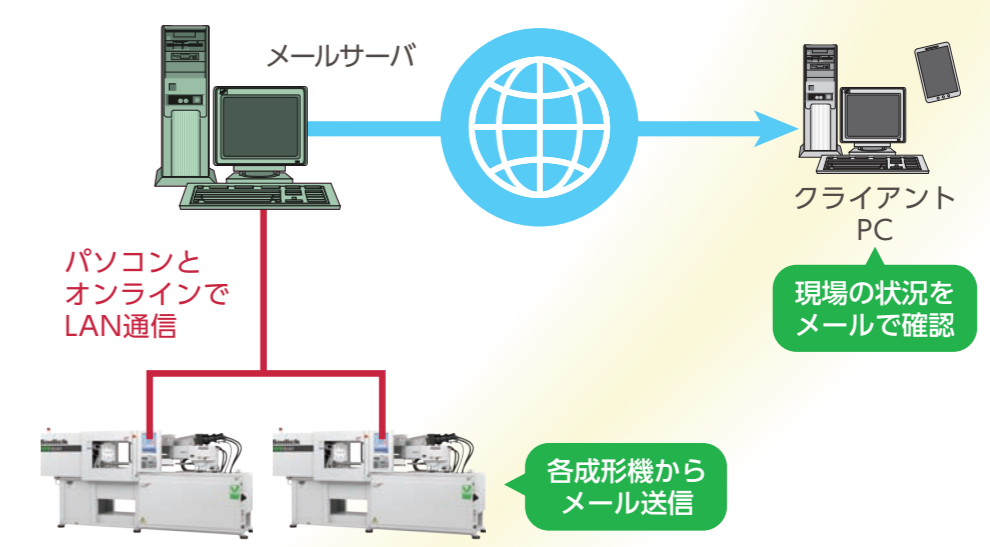 メールサーバ
クライアント
PC
現場の状況を
メールで確認
パソコンと
オンラインで
LAN通信
Sodick
Sodick
各成形機から
メール送信